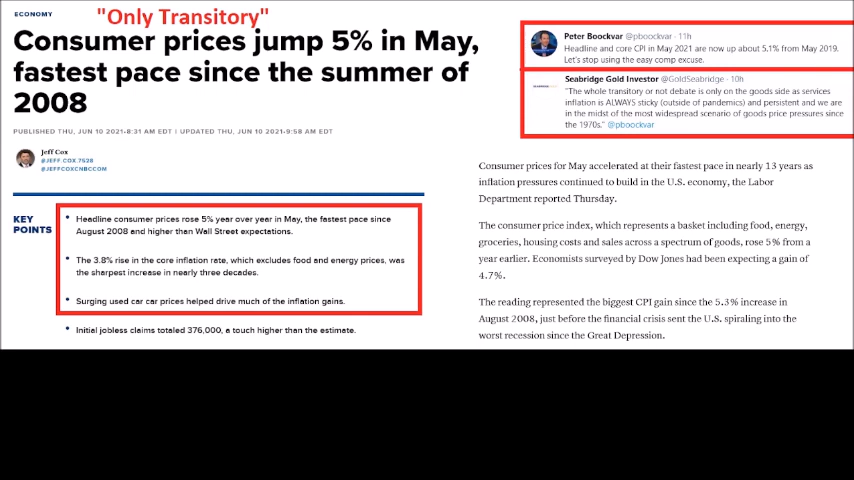 ECONOMY
"Only Transitory"
Consumer prices jump 5% in May,
fastest pace since the summer of
2008
PUBLISHED THU, JUN 10 2021-8:31 AM EDT | UPDATED THU, JUN 10 2021-9:58 AM EDT
Jeff Cox
@JEFF.COX.7528
@JEFFCOXCNBCCOM
KEY
POINTS
• Headline consumer prices rose 5% year over year in May, the fastest pace since
August 2008 and higher than Wall Street expectations.
• The 3.8% rise in the core inflation rate, which excludes food and energy prices, was
the sharpest increase in nearly three decades.
• Surging used car car prices helped drive much of the inflation gains.
• Initial jobless claims totaled 376,000, a touch higher than the estimate.
Peter Boockvar @pboockvar · 11h
Headline and core CPI in May 2021 are now up about 5.1% from May 2019.
Let's stop using the easy comp excuse.
Seabridge Gold Investor @GoldSeabridge · 10h
"The whole transitory or not debate is only on the goods side as services
inflation is ALWAYS sticky (outside of pandemics) and persistent and we are
in the midst of the most widespread scenario of goods price pressures since
the 1970s." @pboockvar
Consumer prices for May accelerated at their fastest pace in nearly 13 years as
inflation pressures continued to build in the U.S. economy, the Labor
Department reported Thursday.
The consumer price index, which represents a basket including food, energy,
groceries, housing costs and sales across a spectrum of goods, rose 5% from a
year earlier. Economists surveyed by Dow Jones had been expecting a gain of
4.7%.
The reading represented the biggest CPI gain since the 5.3% increase in
August 2008, just before the financial crisis sent the U.S. spiraling into the
worst recession since the Great Depression.